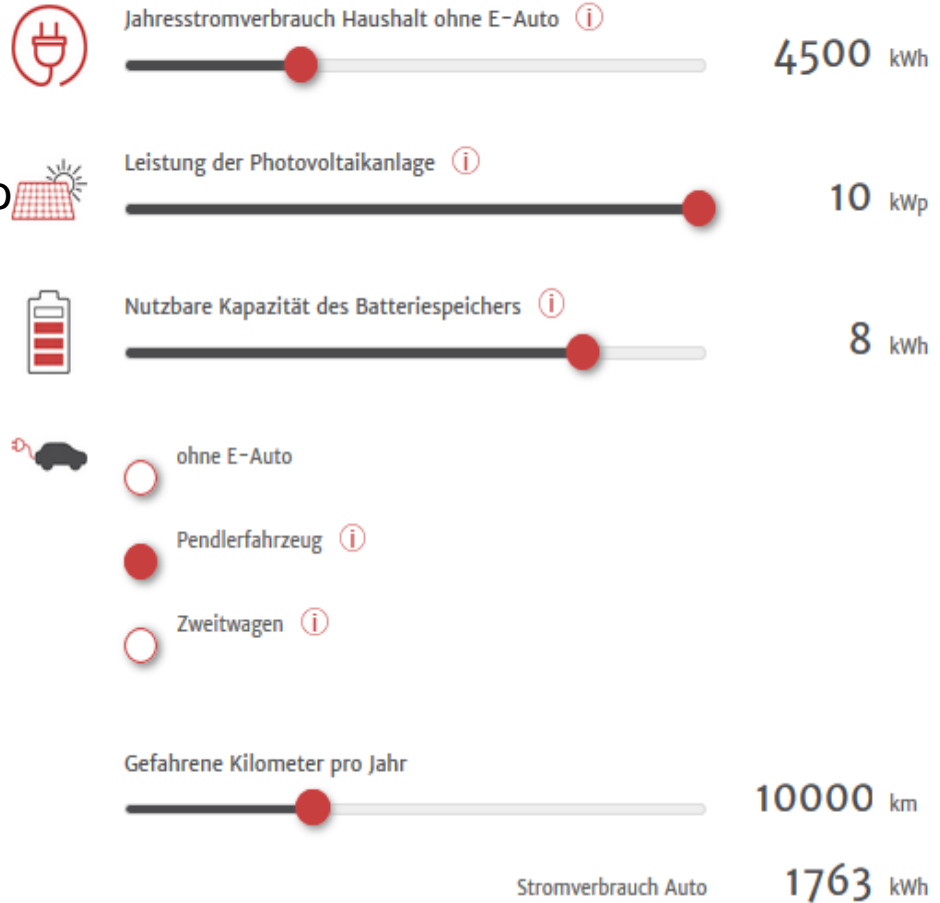 Jahresstromverbrauch Haushalt ohne E-Auto i
4500 kWh
Leistung der Photovoltaikanlage i
10 kWp
Nutzbare Kapazität des Batteriespeichers i
8 kWh
ohne E-Auto
Pendlerfahrzeug i
Zweitwagen i
Gefahrene Kilometer pro Jahr
10000 km
Stromverbrauch Auto 1763 kWh